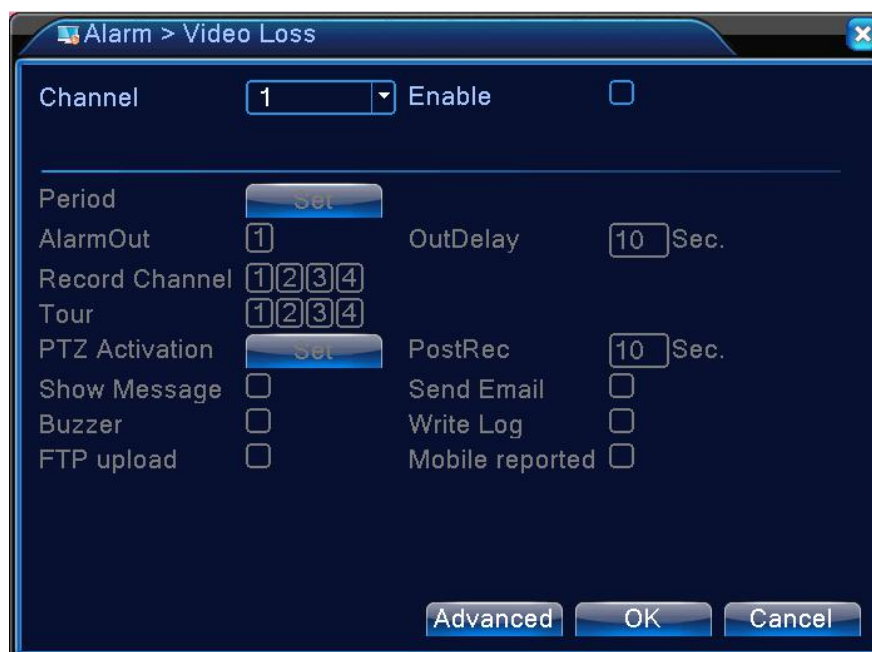 Alarm > Video Loss
Channel 1 Enable
Period Set
AlarmOut 1 OutDelay 10 Sec.
Record Channel 1 2 3 4
Tour 1 2 3 4
PTZ Activation Set PostRec 10 Sec.
Show Message Send Email
Buzzer Write Log
FTP upload Mobile reported
Advanced OK Cancel